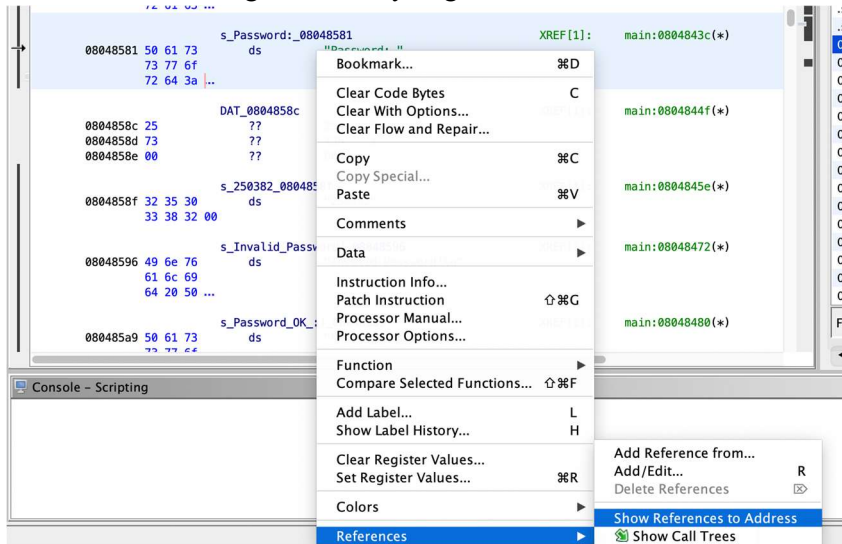 s_Password:_08048581 XREF[1]: main:0804843c(*)
08048581 50 61 73 ds "Password: "
73 77 6f
72 64 3a ...
DAT_0804858c main:0804844f(*)
0804858c 25 ??
0804858d 73 ??
0804858e 00 ??
s_250382_080485 main:0804845e(*)
0804858f 32 35 30 ds
33 38 32 00
s_Invalid_Passw main:08048472(*)
08048596 49 6e 76 ds
61 6c 69
64 20 50 ...
s_Password_OK_: main:08048480(*)
080485a9 50 61 73 ds
73 77 6f
Bookmark... ⌘D
Clear Code Bytes C
Clear With Options...
Clear Flow and Repair...
Copy ⌘C
Copy Special...
Paste ⌘V
Comments
Data
Instruction Info...
Patch Instruction ⇧⌘G
Processor Manual...
Processor Options...
Function
Compare Selected Functions... ⇧⌘F
Add Label... L
Show Label History... H
Clear Register Values...
Set Register Values... ⌘R
Colors
References
Add Reference from...
Add/Edit... R
Delete References
Show References to Address
Show Call Trees
Console - Scripting